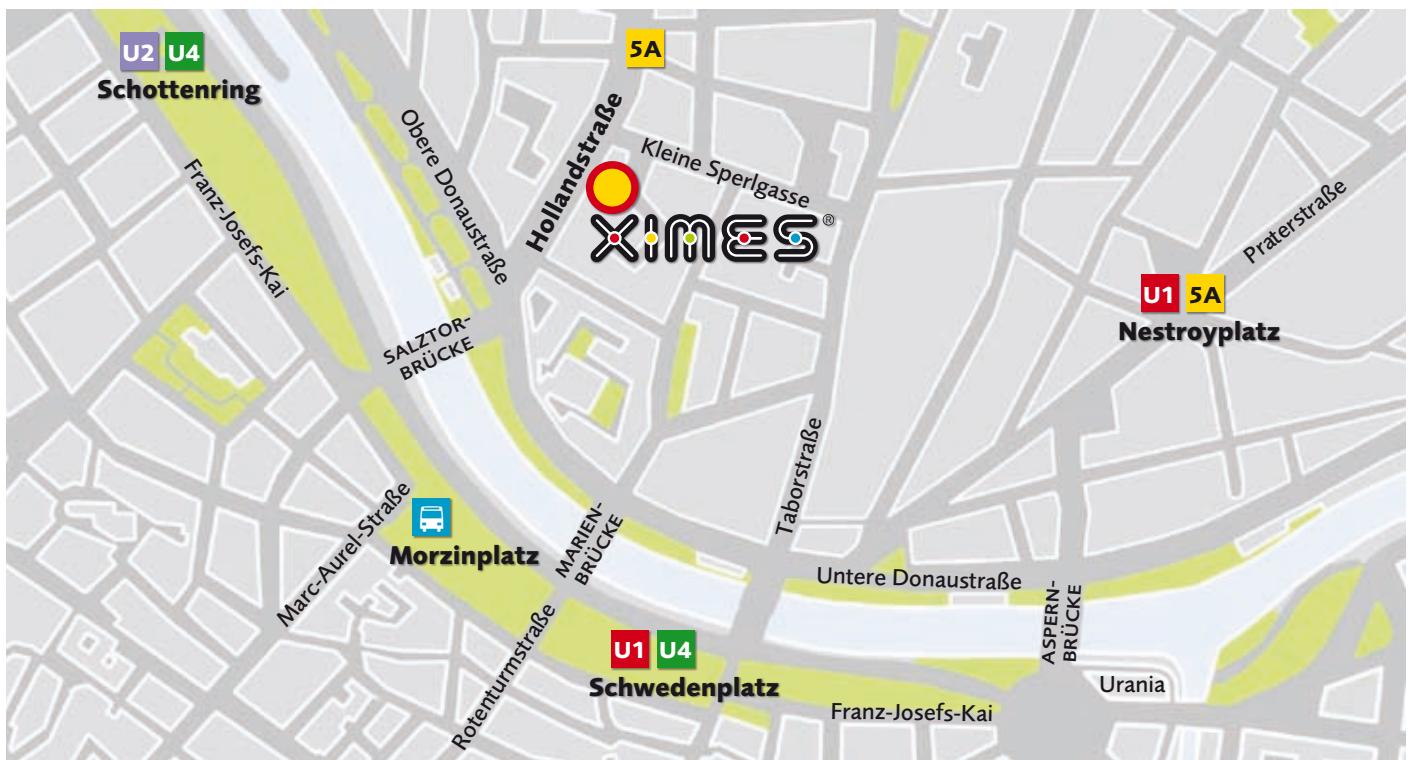 U2 U4
Schottenring
5A
Hollandstraße
Obere Donaustraße
Kleine Sperlgasse
XIMES®
Franz-Josefs-Kai
Praterstraße
U1 5A
Nestroyplatz
SALZTOR-
BRÜCKE
Taborstraße
Marc-Aurel-Straße
Morzinplatz
MARIEN-
BRÜCKE
Untere Donaustraße
ASPERN-
BRÜCKE
Rotenturmstraße
U1 U4
Schwedenplatz
Urania
Franz-Josefs-Kai